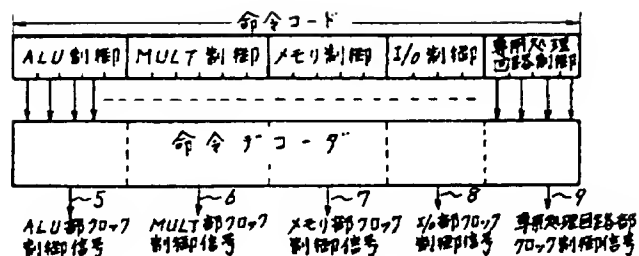 命令コード
ALU制御 MULT制御 メモリ制御 I/O制御 専用処理回路制御
命令デコーダ
5 6 7 8 9
ALU部クロック制御信号 MULT部クロック制御信号 メモリ部クロック制御信号 I/O部クロック制御信号 専用処理回路部クロック制御信号